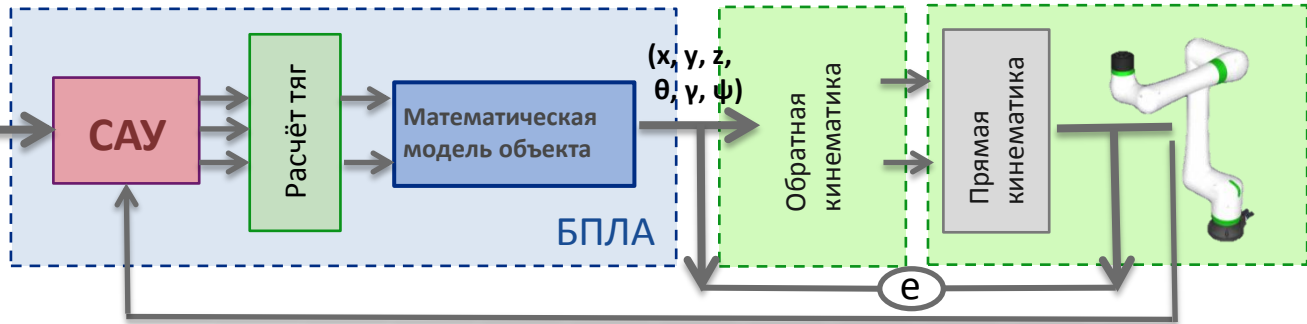 САУ
Расчёт тяг
Математическая
модель объекта
БПЛА
(x, y, z,
θ, γ, ψ)
Обратная
кинематика
Прямая
кинематика
e